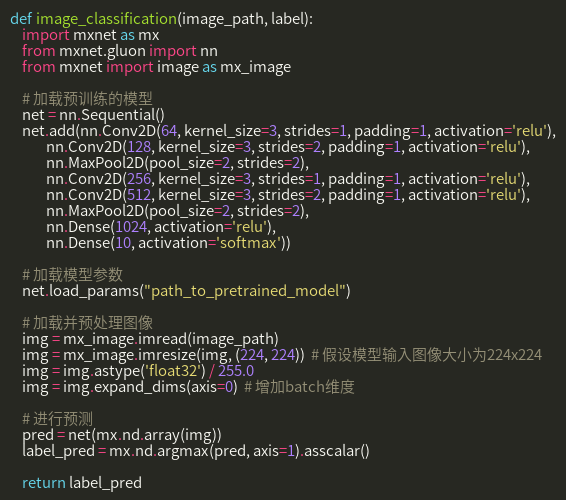 def image_classification(image_path, label):
    import mxnet as mx
    from mxnet.gluon import nn
    from mxnet import image as mx_image

    # 加载预训练的模型
    net = nn.Sequential()
    net.add(nn.Conv2D(64, kernel_size=3, strides=1, padding=1, activation='relu'),
            nn.Conv2D(128, kernel_size=3, strides=2, padding=1, activation='relu'),
            nn.MaxPool2D(pool_size=2, strides=2),
            nn.Conv2D(256, kernel_size=3, strides=1, padding=1, activation='relu'),
            nn.Conv2D(512, kernel_size=3, strides=2, padding=1, activation='relu'),
            nn.MaxPool2D(pool_size=2, strides=2),
            nn.Dense(1024, activation='relu'),
            nn.Dense(10, activation='softmax'))

    # 加载模型参数
    net.load_params("path_to_pretrained_model")

    # 加载并预处理图像
    img = mx_image.imread(image_path)
    img = mx_image.imresize(img, (224, 224))  # 假设模型输入图像大小为224x224
    img = img.astype('float32') / 255.0
    img = img.expand_dims(axis=0)  # 增加batch维度

    # 进行预测
    pred = net(mx.nd.array(img))
    label_pred = mx.nd.argmax(pred, axis=1).asscalar()

    return label_pred